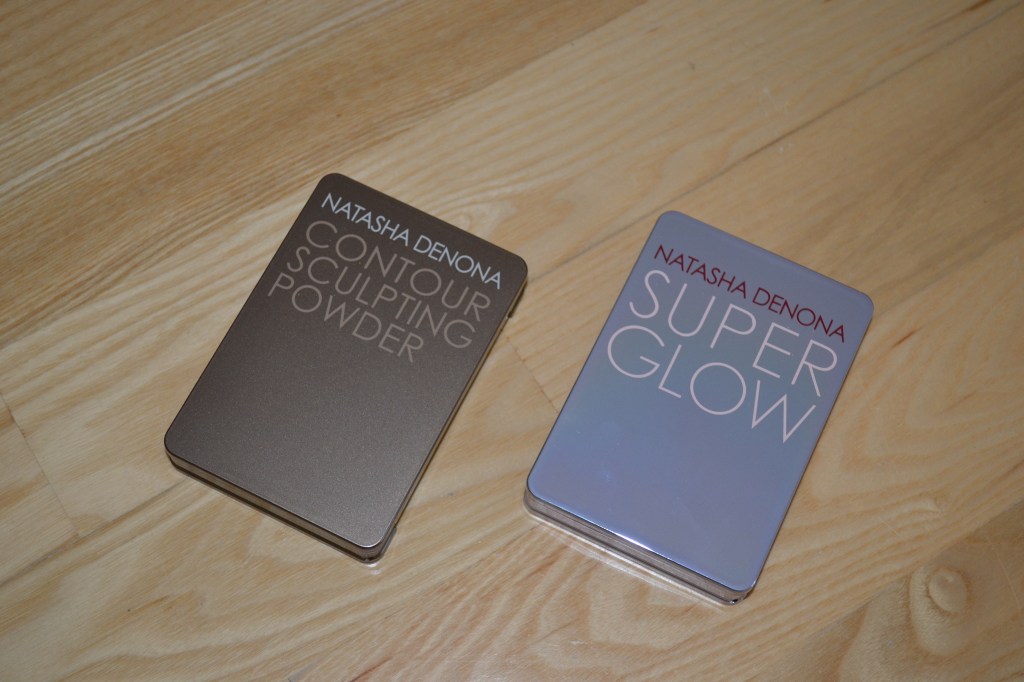 NATASHA DENONA
CONTOUR
SCULPTING
POWDER
NATASHA DENONA
SUPER
GLOW